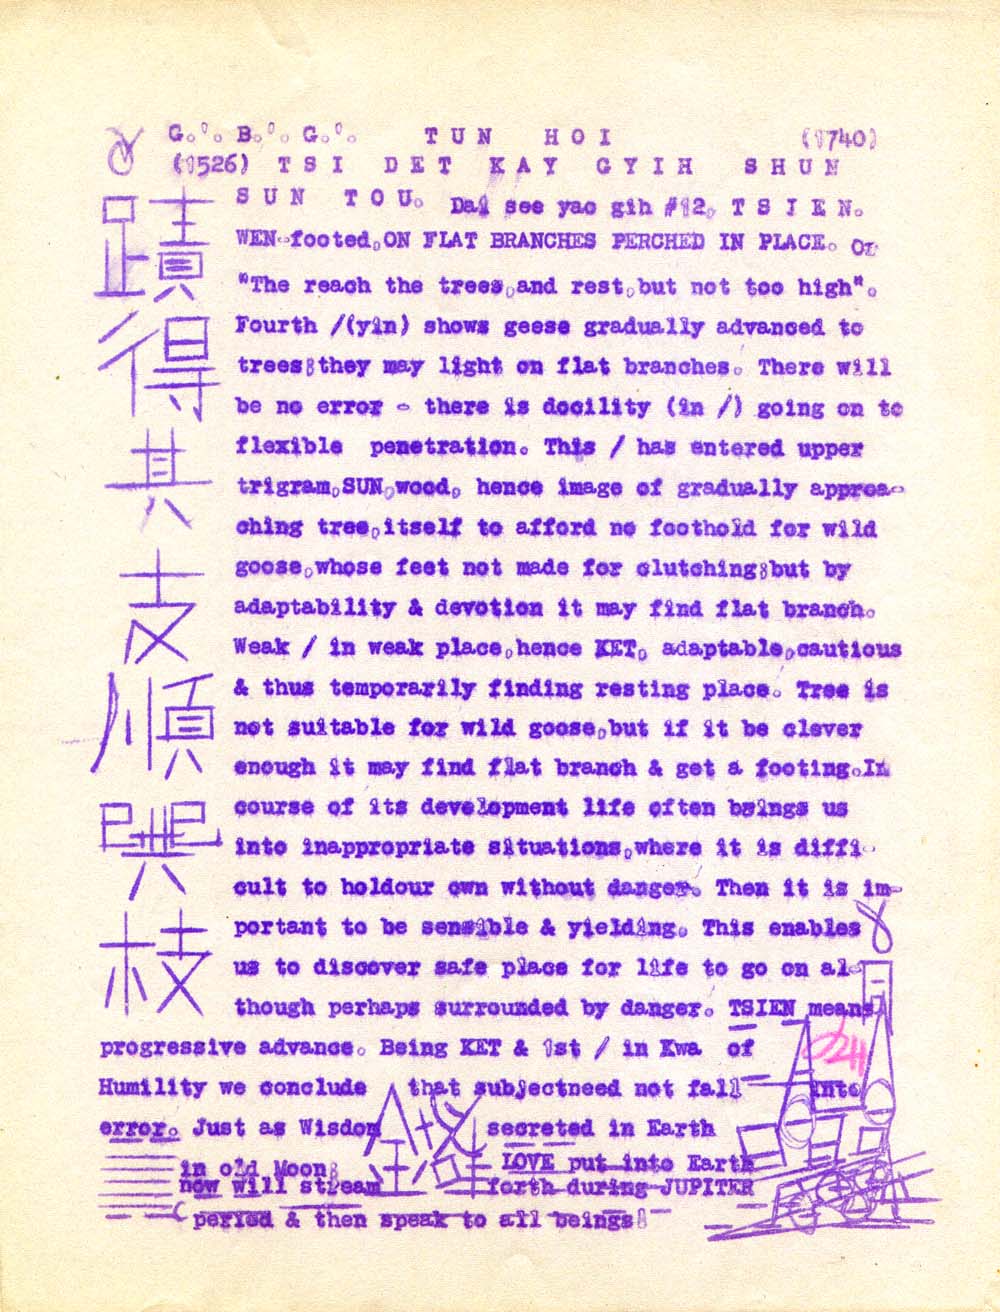 G.'. B.'. G.'. TUN HOI (1740)
(1526) TSI DET KAY GYIH SHUN
SUN TOU. Dai see yao gih #12, TSIEN.
WEN-footed,ON FLAT BRANCHES PERCHED IN PLACE. Or
"The reach the trees,and rest,but not too high".
Fourth /(yin) shows geese gradually advanced to
trees;they may light on flat branches. There will
be no error - there is docility (in /) going on to
flexible penetration. This / has entered upper
trigram,SUN,wood, hence image of gradually approa-
ching tree,itself to afford no foothold for wild
goose,whose feet not made for clutching;but by
adaptability & devotion it may find flat branch.
Weak / in weak place,hence KET, adaptable,cautious
& thus temporarily finding resting place. Tree is
not suitable for wild goose,but if it be clever
enough it may find flat branch & get a footing.In
course of its development life often bsings us
into inappropriate situations,where it is diffi-
cult to holdour own without danger. Then it is im-
portant to be sensible & yielding. This enables
us to discover safe place for life to go on al-
though perhaps surrounded by danger. TSIEN means
progressive advance. Being KET & 1st / in Kwa of
Humility we conclude that subjectneed not fall into
error. Just as Wisdom secreted in Earth
in old Moon; LOVE put into Earth
now will stream forth during JUPITER
period & then speak to all beings!
蹟
得
其
支
順
與
枝